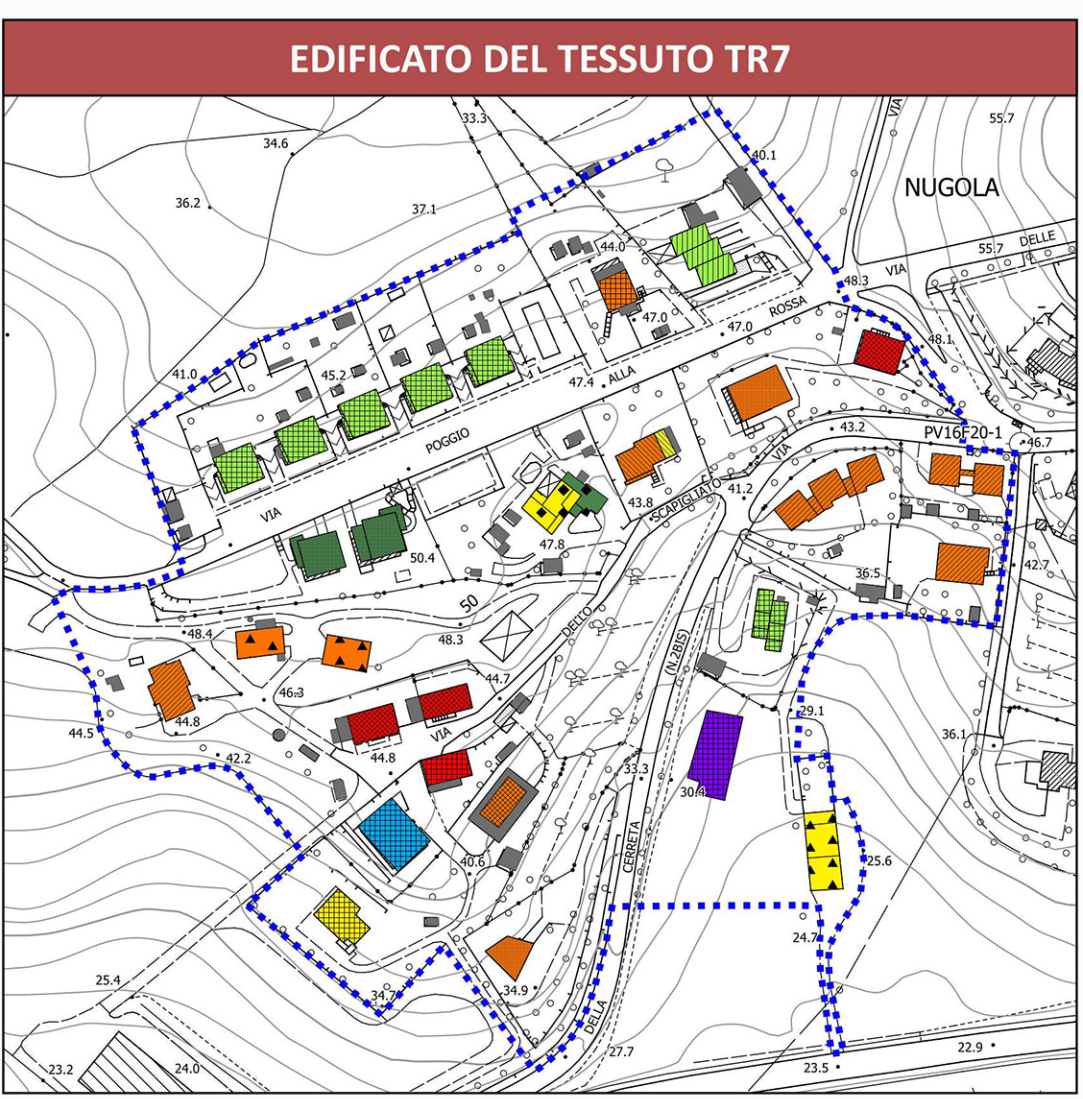 EDIFICATO DEL TESSUTO TR7
33.3
VIA
55.7
34.6
40.1
NUGOLA
36.2
37.1
DELLE
55.7
44.0
VIA
48.3
47.0
ROSSA
47.0
48.1
41.0
45.2
47.4
ALLA
POGGIO
43.2
PV16F20-1
46.7
VIA
41.2
SCAPIGLIATO
43.8
VIA
47.8
50.4
42.7
36.5
50
48.4
48.3
DELLO
(N.2BIS)
46.3
44.7
44.8
29.1
44.5
VIA
36.1
42.2
44.8
33.3
30.4
CERRETA
40.6
25.6
24.7
25.4
34.7
34.9
DELLA
27.7
22.9
23.2
24.0
23.5